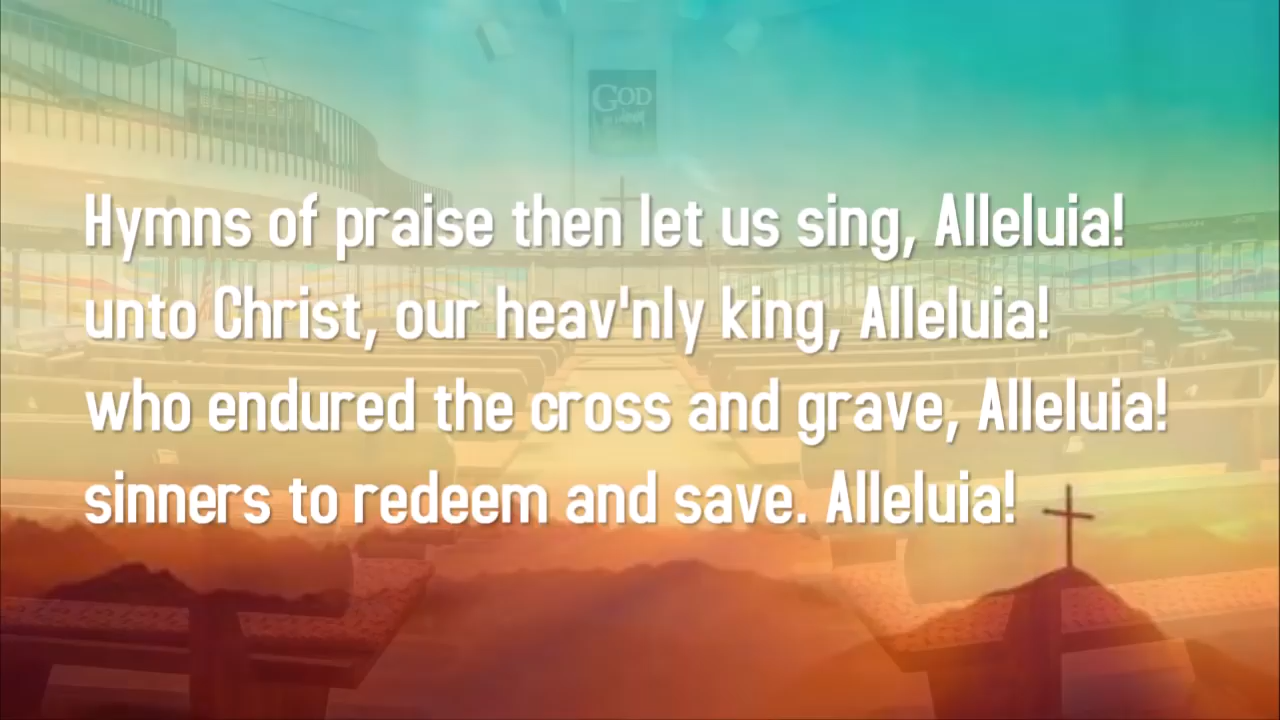 GOD
Hymns of praise then let us sing, Alleluia!
unto Christ, our heav'nly king, Alleluia!
who endured the cross and grave, Alleluia!
sinners to redeem and save. Alleluia!